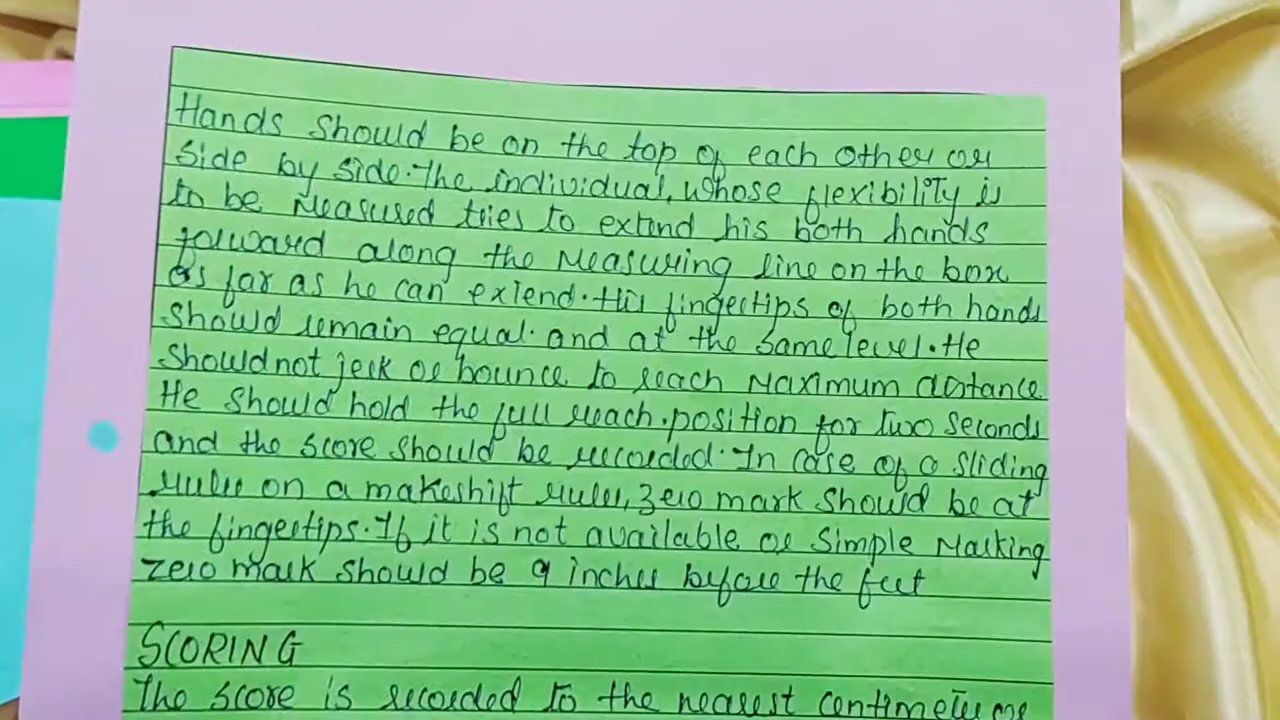 Hands should be on the top of each other or
side by side. The individual, whose flexibility is
to be measured tries to extend his both hands
forward along the measuring line on the box
as far as he can extend. His fingertips of both hands
should remain equal and at the same level. He
should not jerk or bounce to reach maximum distance
He should hold the full reach position for two seconds
and the score should be recorded. In case of a sliding
ruler on a makeshift ruler, zero mark should be at
the fingertips. If it is not available or simple marking
zero mark should be 9 inches before the feet
SCORING
The score is recorded to the nearest centimeter or